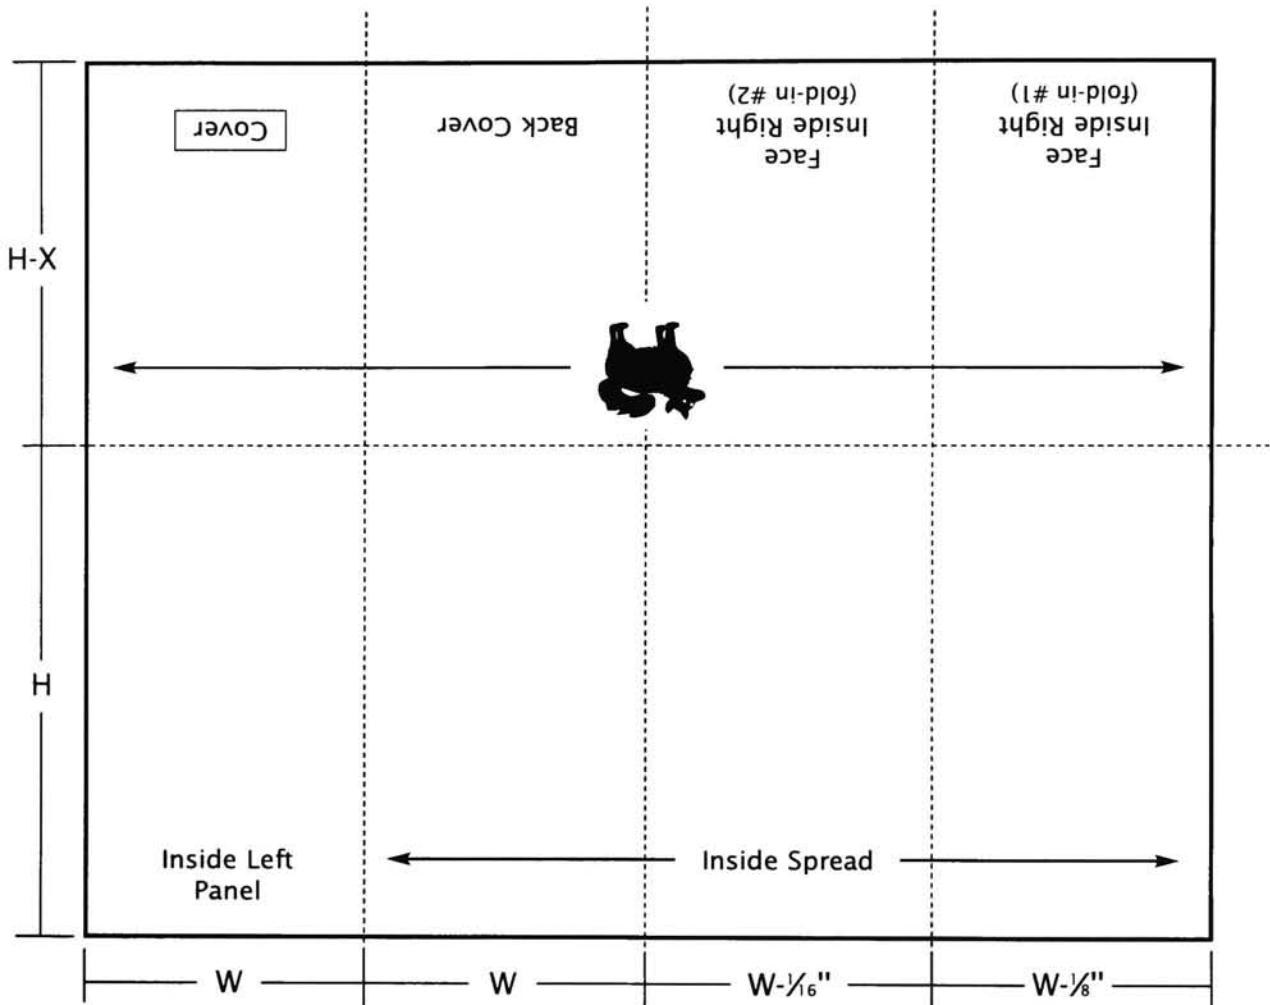 Cover
Back Cover
Face
Inside Right
(fold-in #2)
Face
Inside Right
(fold-in #1)
H-X
H
Inside Left
Panel
Inside Spread
W
W
W-1⁄16"
W-1⁄8"